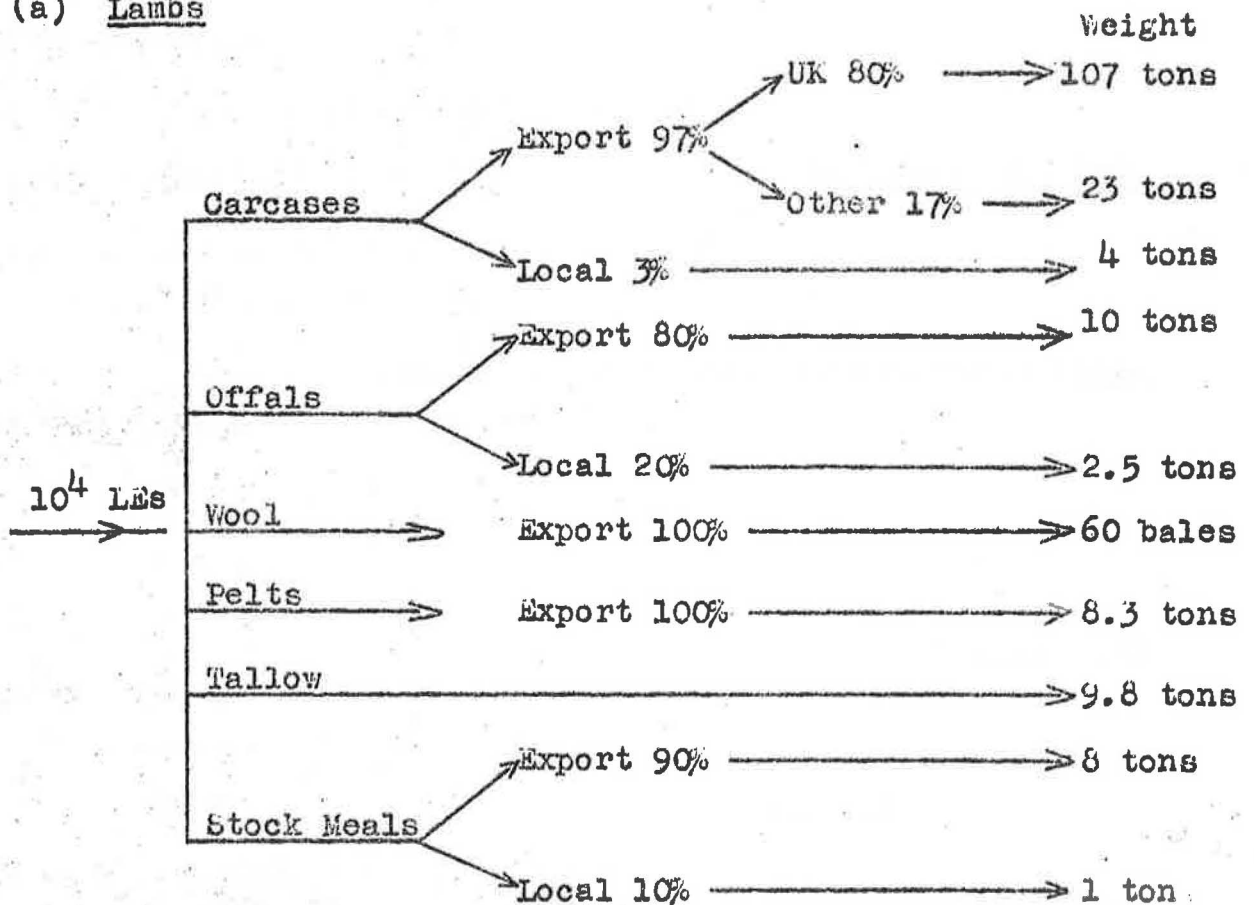 (a) Lambs
Weight
UK 80% 107 tons
Export 97%
Other 17% 23 tons
Carcases
Local 3% 4 tons
Export 80% 10 tons
Offals
Local 20% 2.5 tons
10⁴ LEs
Wool Export 100% 60 bales
Pelts Export 100% 8.3 tons
Tallow 9.8 tons
Export 90% 8 tons
Stock Meals
Local 10% 1 ton